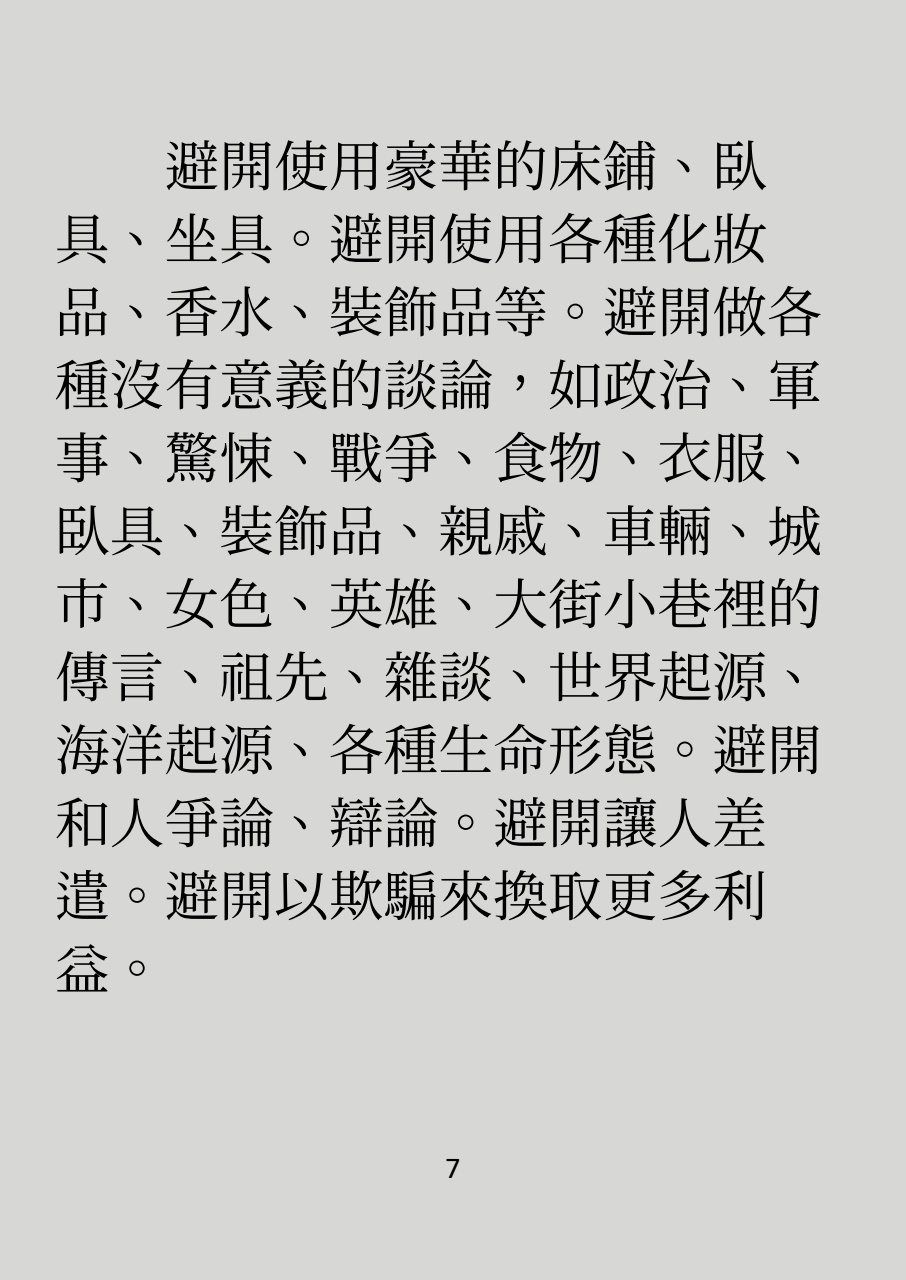 避開使用豪華的床鋪、臥
具、坐具。避開使用各種化妝
品、香水、裝飾品等。避開做各
種沒有意義的談論，如政治、軍
事、驚悚、戰爭、食物、衣服、
臥具、裝飾品、親戚、車輛、城
市、女色、英雄、大街小巷裡的
傳言、祖先、雜談、世界起源、
海洋起源、各種生命形態。避開
和人爭論、辯論。避開讓人差
遣。避開以欺騙來換取更多利
益。
7